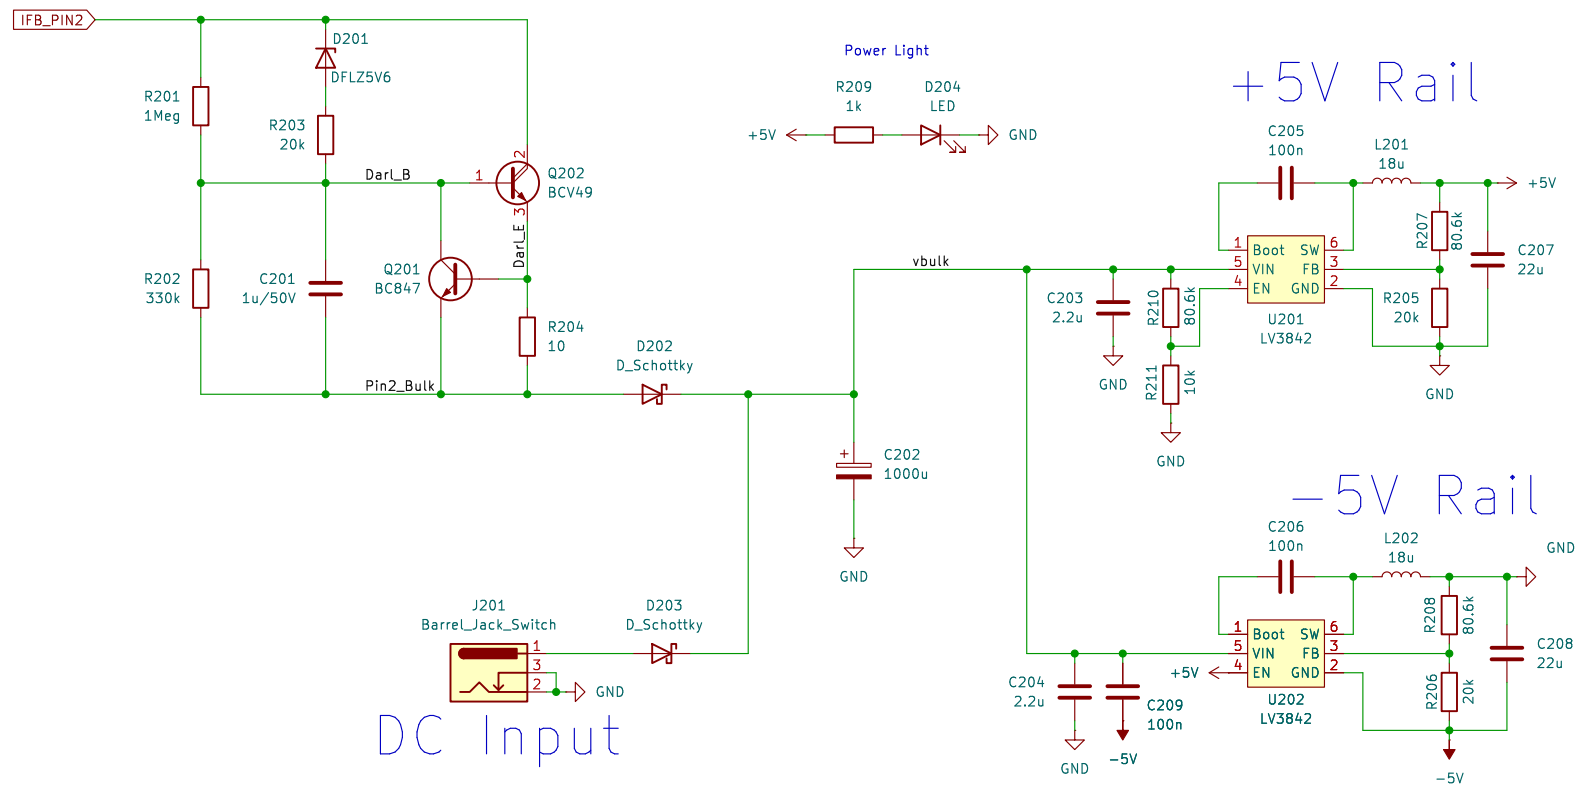 IFB_PIN2
D201
DFLZ5V6
R201
1Meg
R203
20k
Darl_B
1
2
3
Q202
BCV49
Darl_E
Q201
BC847
R202
330k
C201
1u/50V
R204
10
Pin2_Bulk
D202
D_Schottky
Power Light
R209
1k
D204
LED
+5V
GND
vbulk
+
C202
1000u
GND
J201
Barrel_Jack_Switch
1
3
2
GND
D203
D_Schottky
DC Input
+5V Rail
C205
100n
L201
18u
+5V
R207
80.6k
C207
22u
1
5
4
Boot
VIN
EN
SW
FB
GND
6
3
2
U201
LV3842
R205
20k
GND
C203
2.2u
GND
R210
80.6k
R211
10k
GND
-5V Rail
C206
100n
L202
18u
GND
R208
80.6k
C208
22u
1
5
4
Boot
VIN
EN
SW
FB
GND
6
3
2
U202
LV3842
R206
20k
-5V
+5V
C204
2.2u
GND
C209
100n
-5V